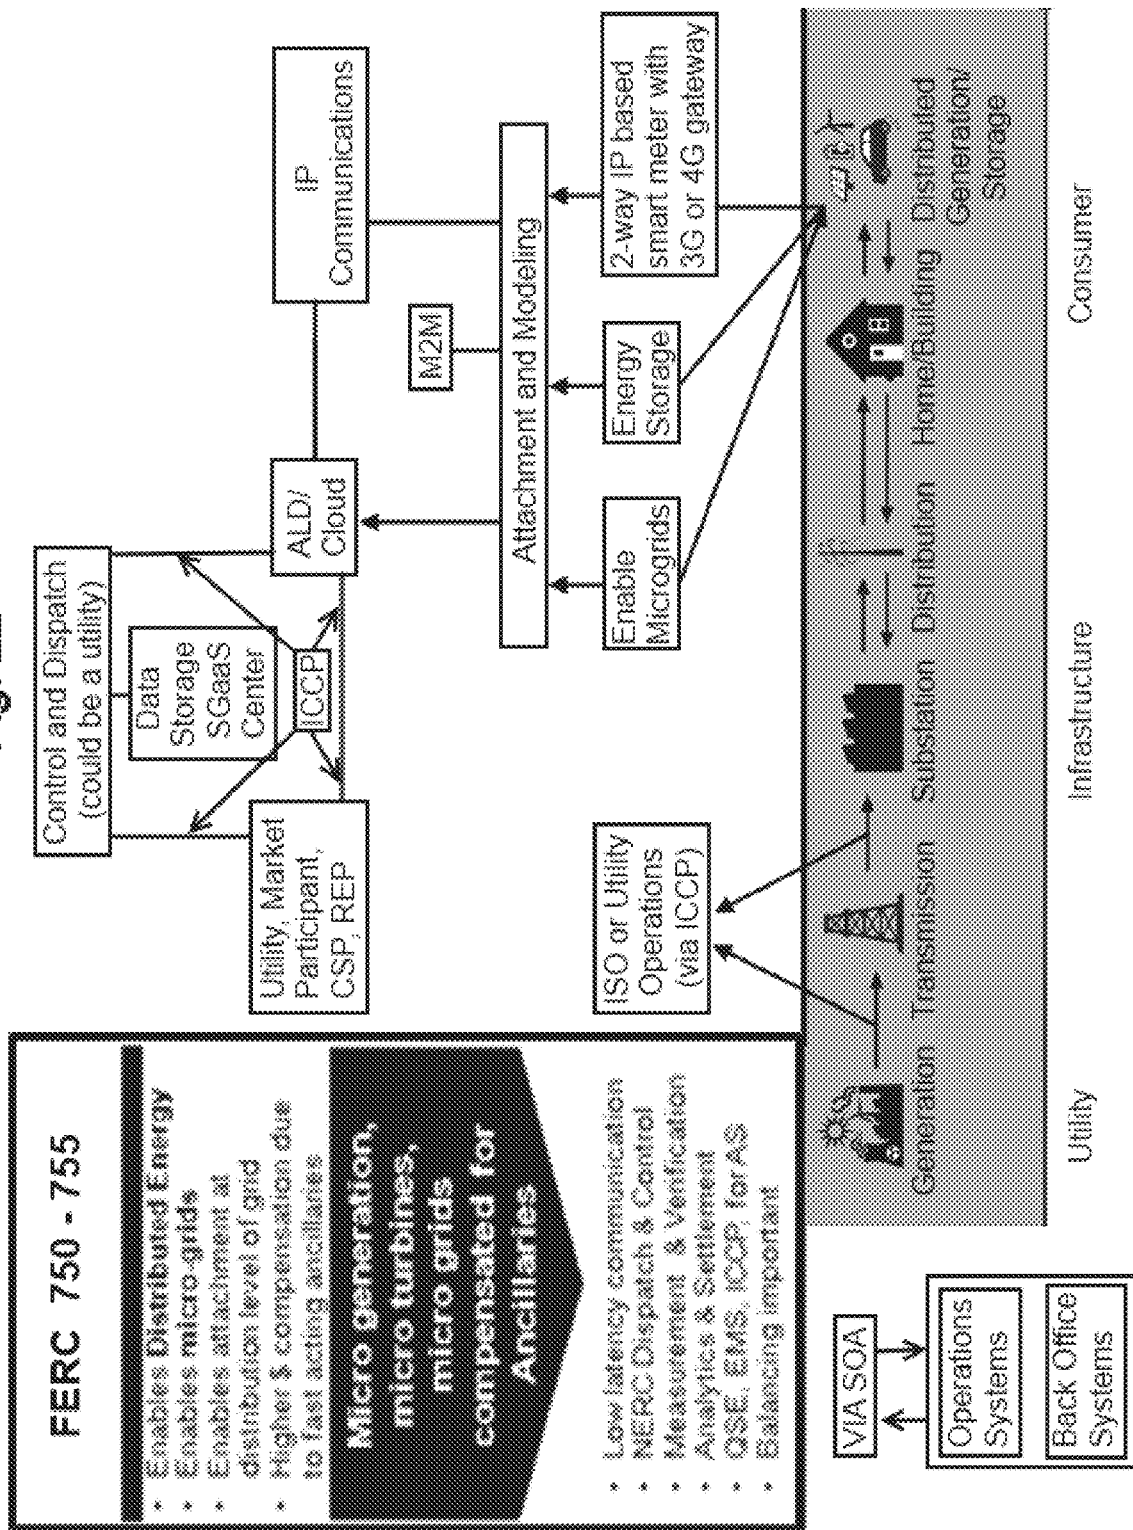 FERC 750 - 755
• Enables Distributed Energy
• Enables micro-grids
• Enables attachment at
distribution level of grid
• Higher $ compensation due
to fast acting ancillaries
Micro generation,
micro turbines,
micro grids
compensated for
Ancillaries
• Low latency communication
• NERC Dispatch & Control
• Measurement & Verification
• Analytics & Settlement
• QSE, EMS, ICCP, for AS
• Balancing important
Control and Dispatch
(could be a utility)
Data
Storage
SGaaS
Center
ICCP
Utility, Market
Participant,
CSP, REP
ALD/
Cloud
IP
Communications
M2M
Attachment and Modeling
Enable
Microgrids
Energy
Storage
2-way IP based
smart meter with
3G or 4G gateway
ISO or Utility
Operations
(via ICCP)
Generation Transmission Substation Distribution Home/Building Distributed
Generation/
Storage
Utility Infrastructure Consumer
VIA SOA
Operations
Systems
Back Office
Systems